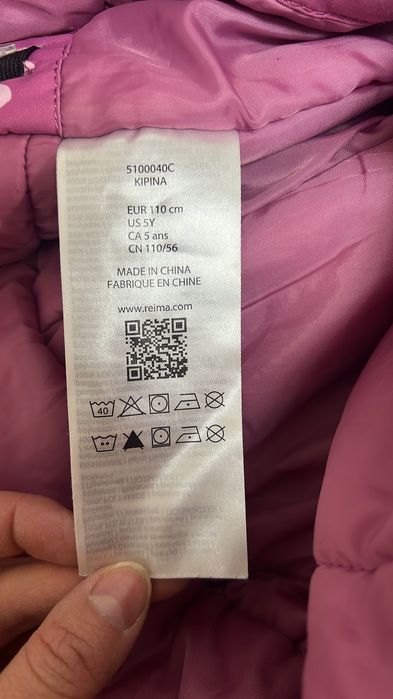 5100040C
KIPINA
EUR 110 cm
US 5Y
CA 5 ans
CN 110/56
MADE IN CHINA
FABRIQUE EN CHINE
www.reima.com
40